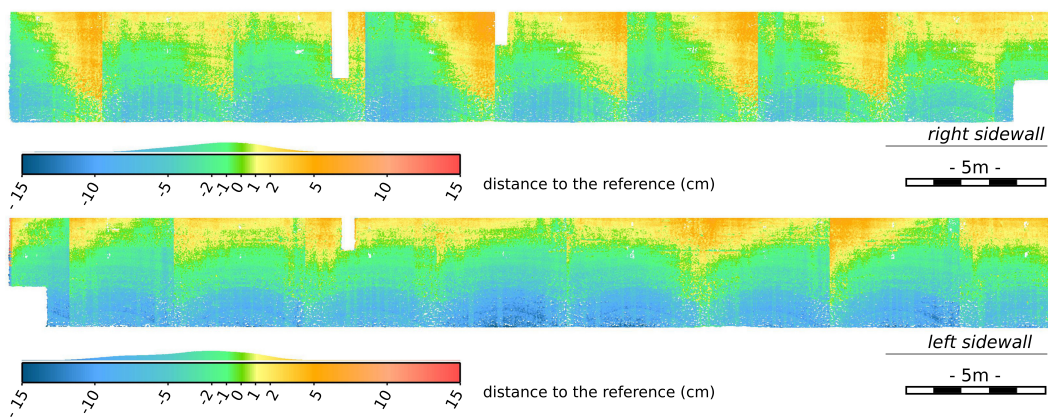 right sidewall
- 5m -
-15 -10 -5 -2 -1 0 1 2 5 10 15
distance to the reference (cm)
left sidewall
- 5m -
-15 -10 -5 -2 -1 0 1 2 5 10 15
distance to the reference (cm)